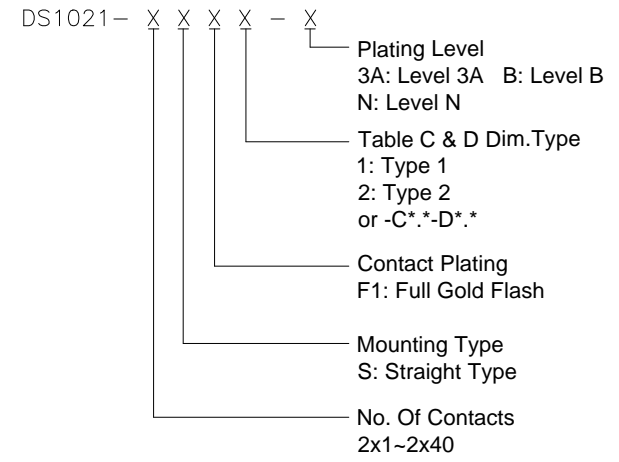 DS1021- X X X X - X
Plating Level
3A: Level 3A B: Level B
N: Level N
Table C & D Dim.Type
1: Type 1
2: Type 2
or -C*.*-D*.*
Contact Plating
F1: Full Gold Flash
Mounting Type
S: Straight Type
No. Of Contacts
2x1~2x40